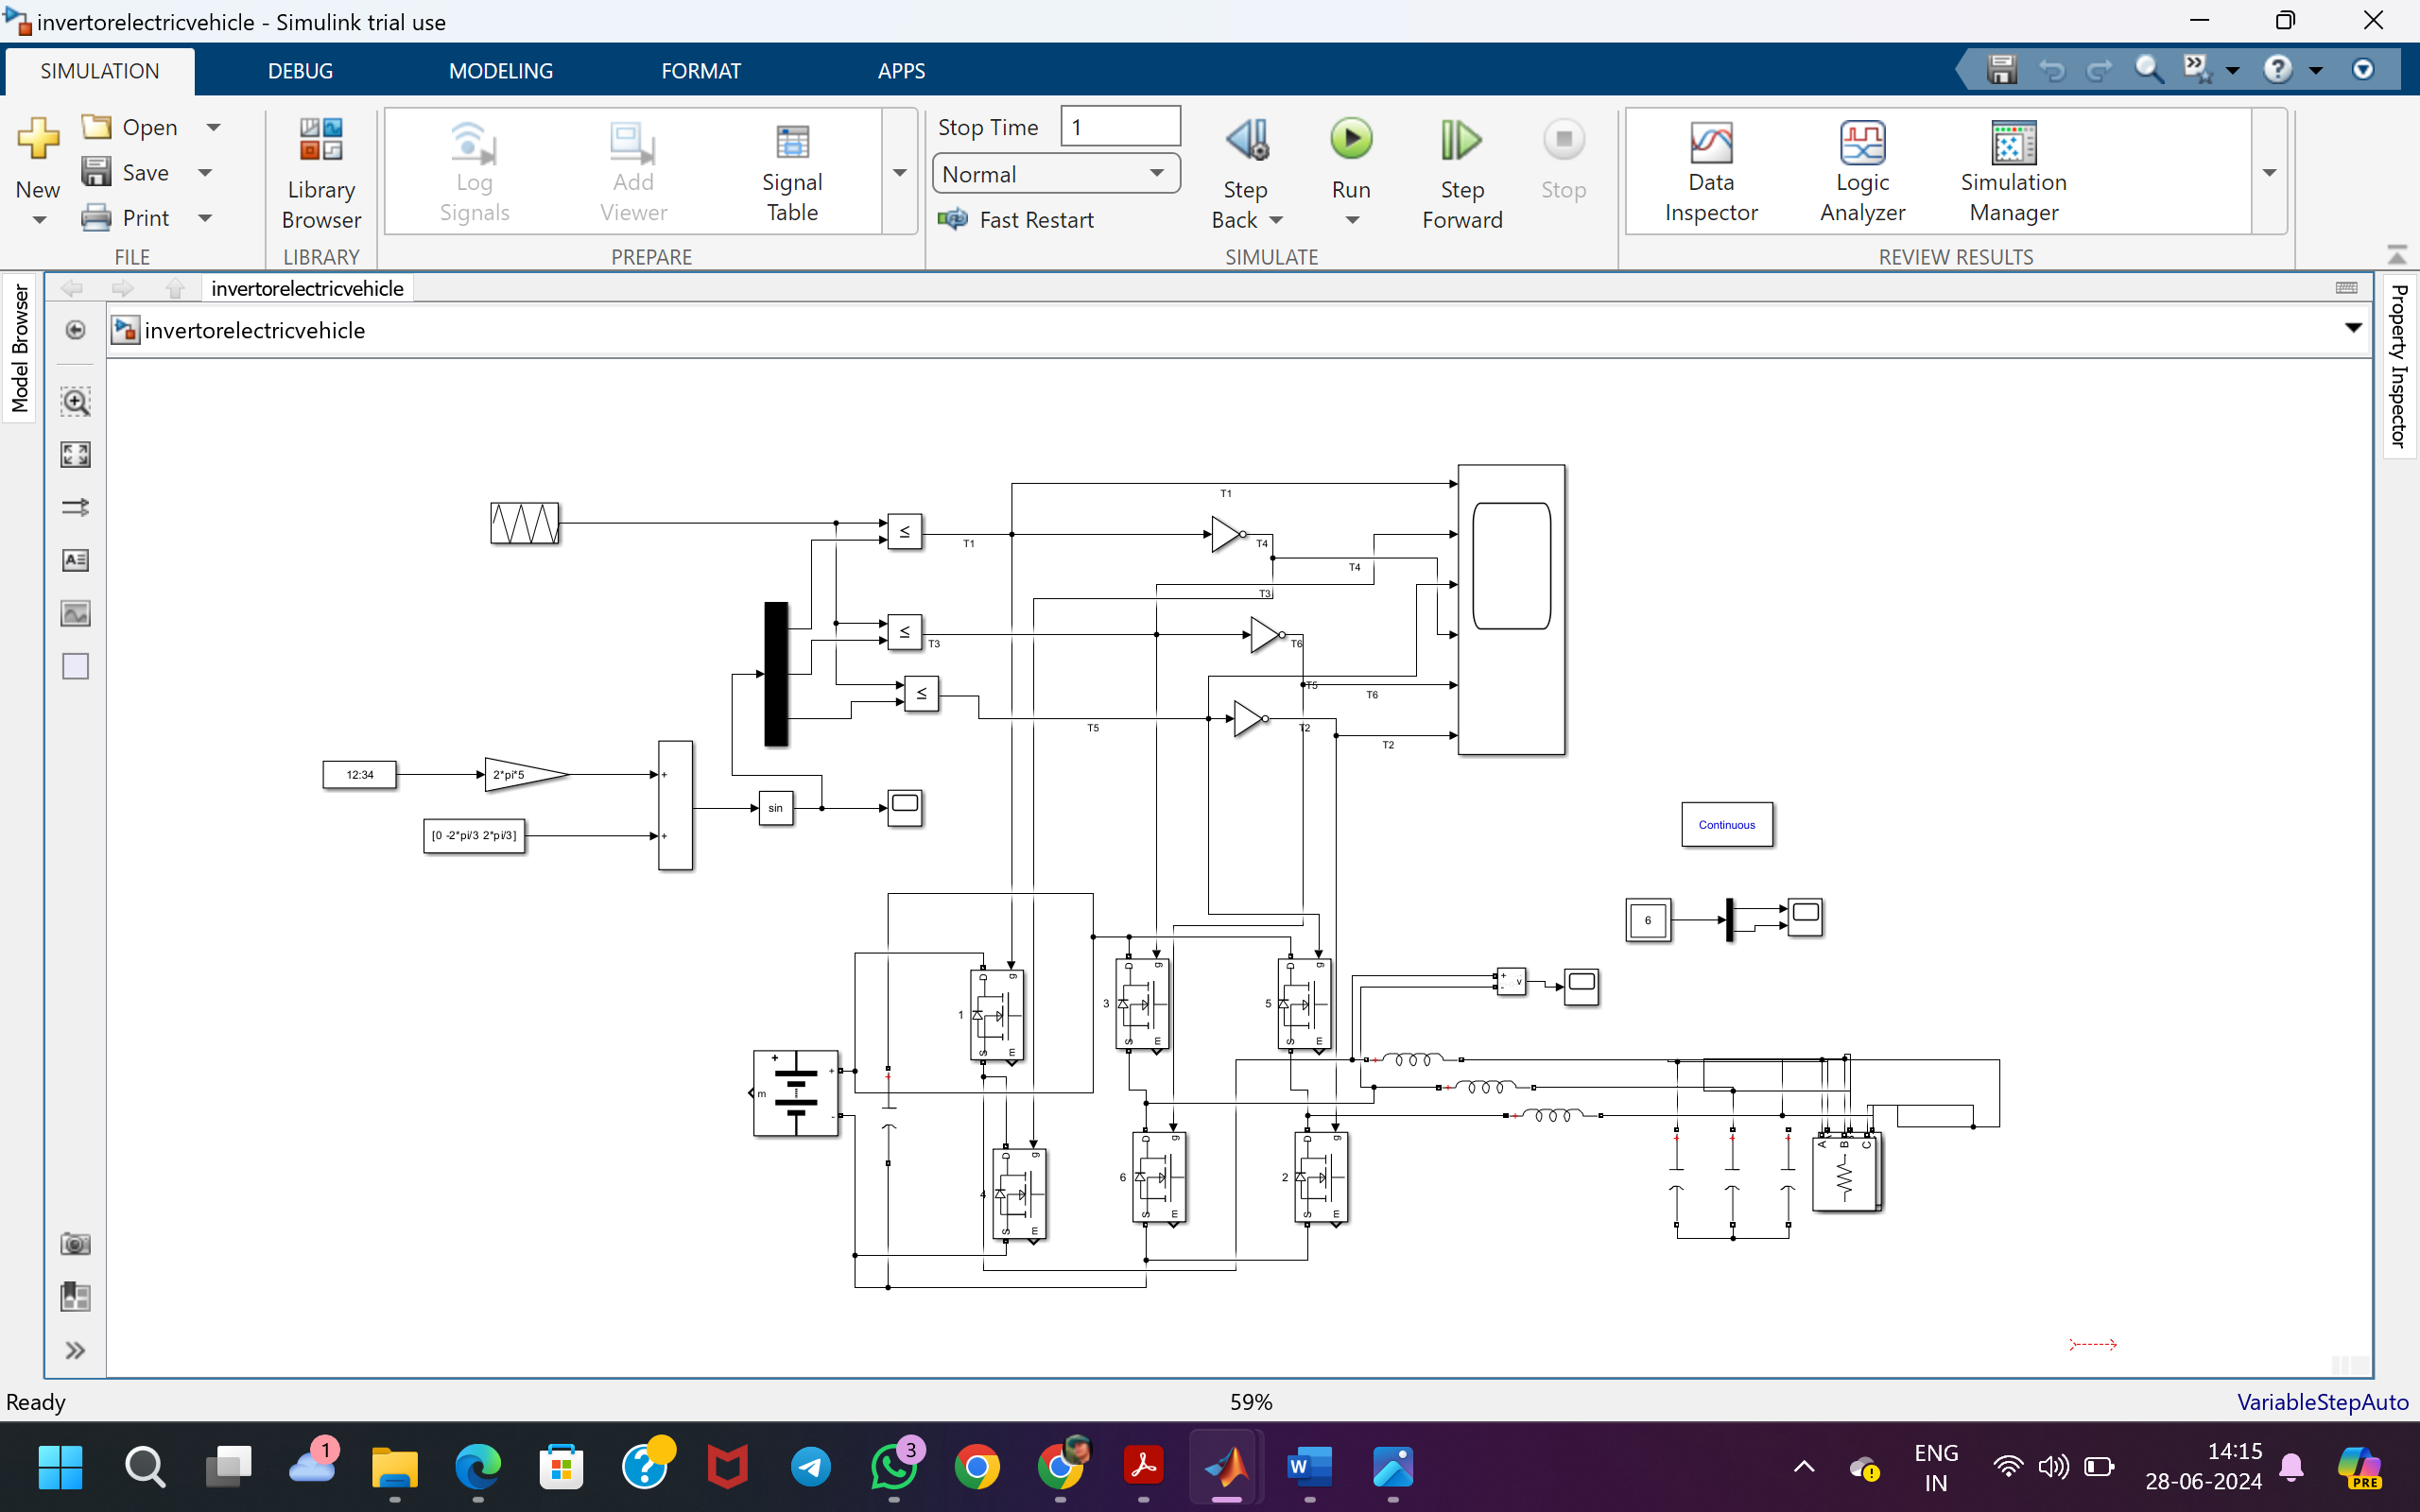 invertorelectricvehicle - Simulink trial use
SIMULATION
DEBUG
MODELING
FORMAT
APPS
New
Open
Save
Print
FILE
Library
Browser
LIBRARY
Log
Signals
Add
Viewer
Signal
Table
PREPARE
Stop Time
1
Normal
Fast Restart
Step
Back
Run
Step
Forward
Stop
SIMULATE
Data
Inspector
Logic
Analyzer
Simulation
Manager
REVIEW RESULTS
Model Browser
Property Inspector
invertorelectricvehicle
invertorelectricvehicle
T1
≤
T1
T4
T4
T3
≤
T3
T6
T5
T6
≤
T5
T2
T2
12:34
2*pi*5
+
[0 -2*pi/3 2*pi/3]
+
sin
Continuous
6
D
g
1
S
m
D
g
3
S
m
D
g
5
S
m
+
-
v
+
m
+
-
D
g
4
S
m
D
g
6
S
m
D
g
2
S
m
+
+
+
+
+
+
+
A
B
C
Ready
59%
VariableStepAuto
1
3
W
ENG
IN
14:15
28-06-2024
PRE